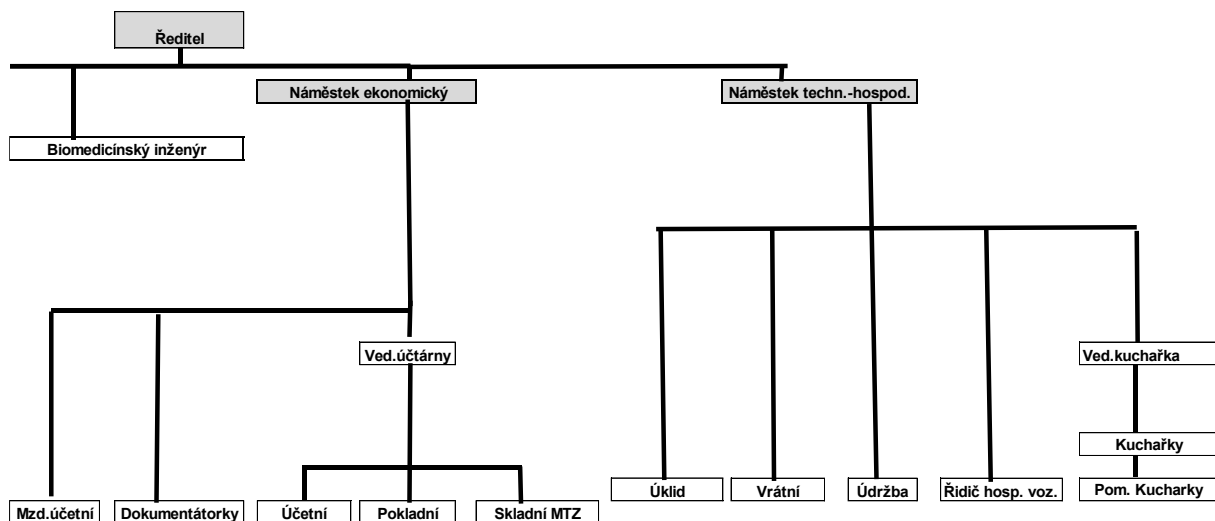 Ředitel
Náměstek ekonomický
Náměstek techn.-hospod.
Biomedicínský inženýr
Ved.účtárny
Ved.kuchařka
Kuchařky
Mzd.účetní
Dokumentátorky
Účetní
Pokladní
Skladní MTZ
Úklid
Vrátní
Údržba
Řidič hosp. voz.
Pom. Kucharky